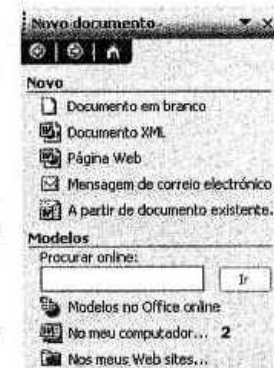 Novo documento
Novo
Documento em branco
Documento XML
Página Web
Mensagem de correio electrónico
A partir de documento existente...
Modelos
Procurar online:
Ir
Modelos no Office online
No meu computador... 2
Nos meus Web sites...